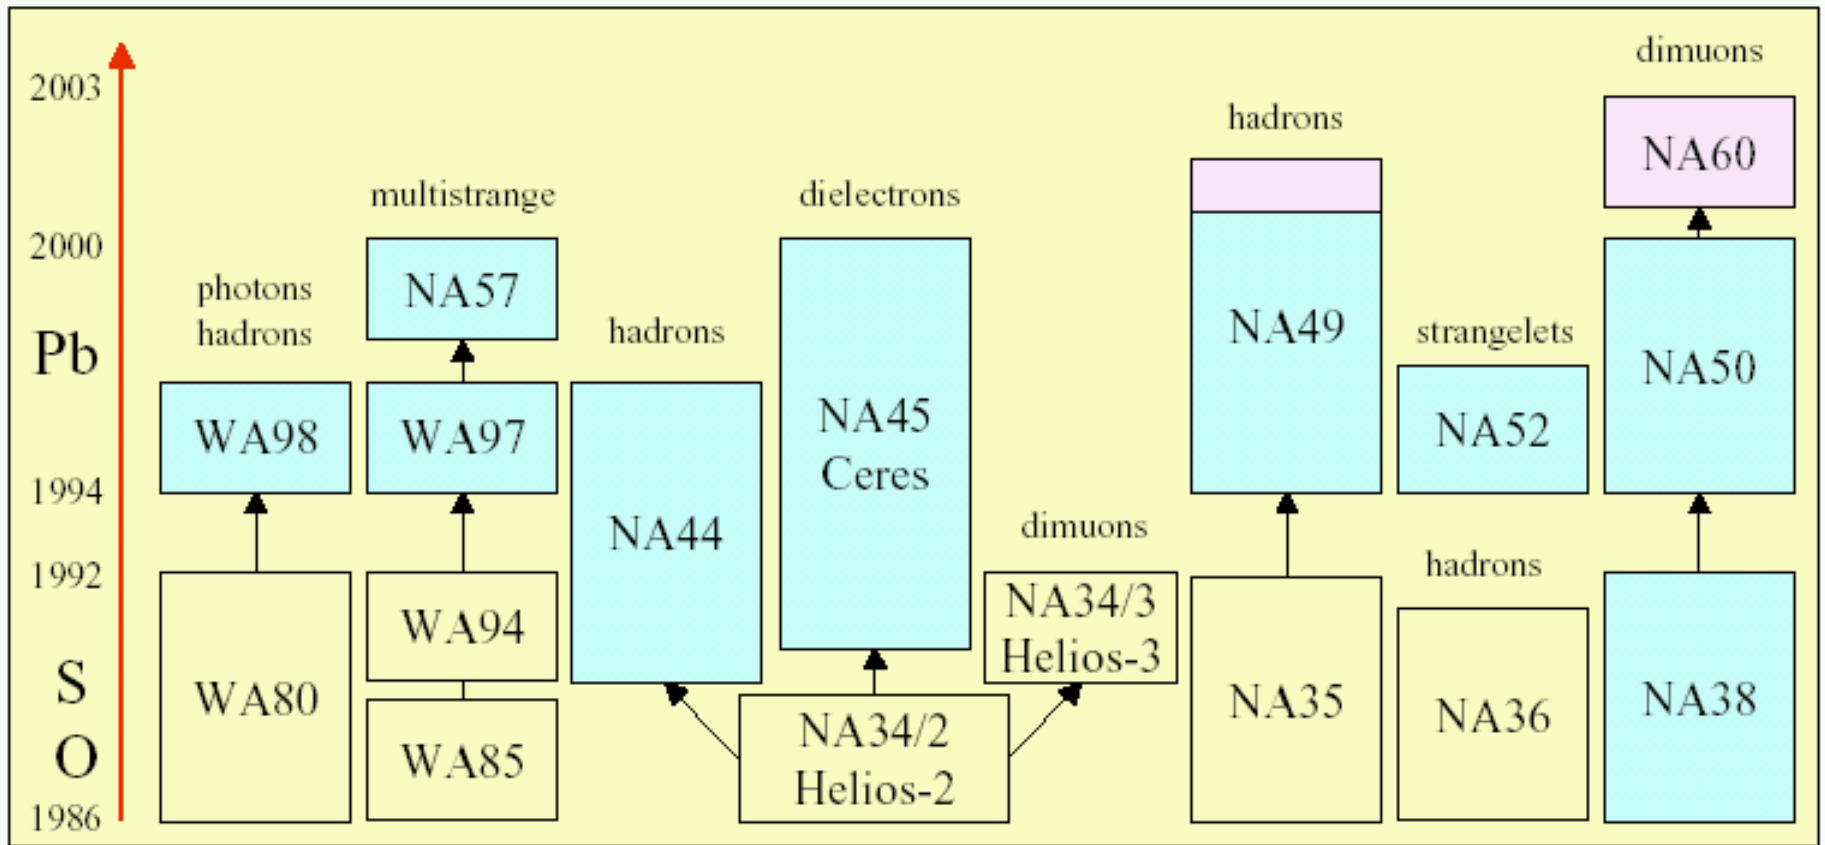 dimuons
2003
hadrons
NA60
multistrange
dielectrons
2000
photons
hadrons
NA57
hadrons
NA49
strangelets
NA50
Pb
WA98
WA97
NA45
Ceres
NA52
1994
NA44
dimuons
1992
hadrons
NA34/3
Helios-3
WA94
S
WA80
NA35
NA36
NA38
NA34/2
Helios-2
O
WA85
1986